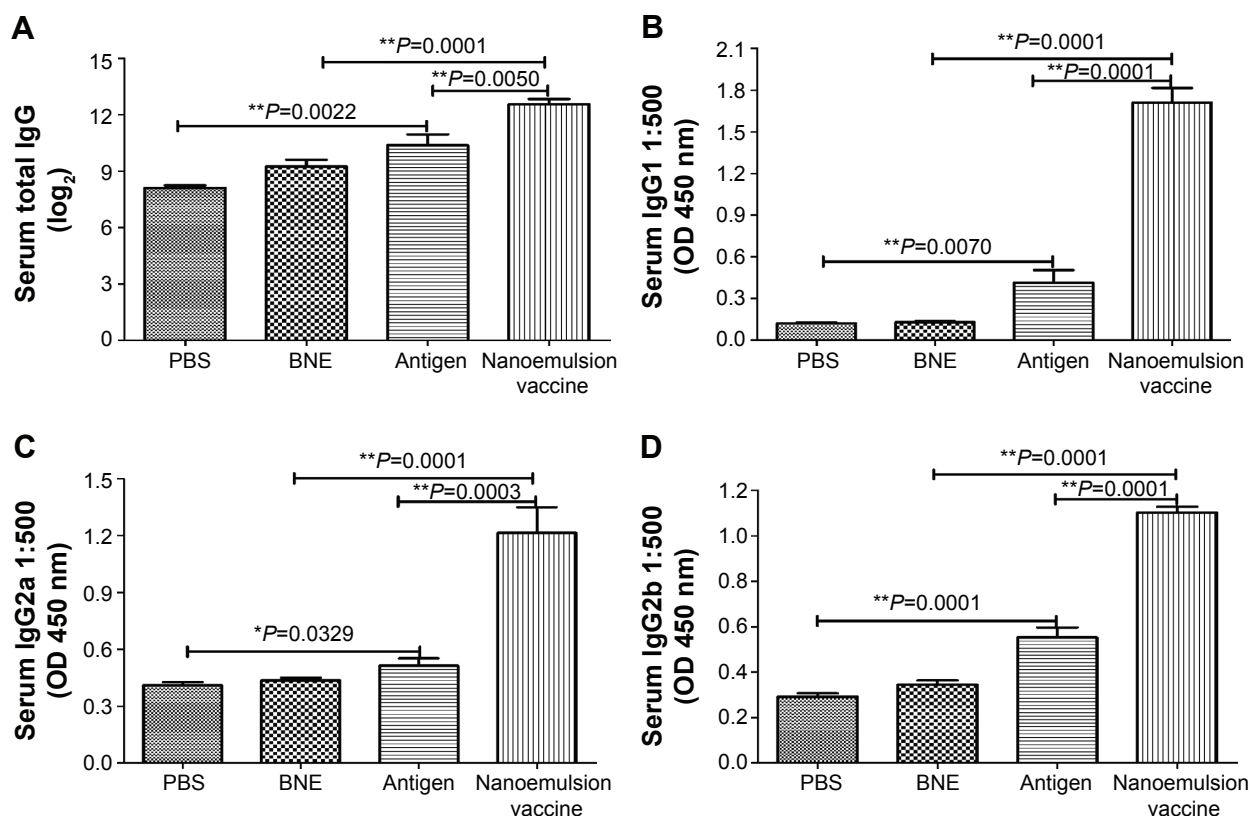 A
Serum total IgG
(log2)
15
12
9
6
3
0
**P=0.0001
**P=0.0050
**P=0.0022
PBS
BNE
Antigen
Nanoemulsion
vaccine
B
Serum IgG1 1:500
(OD 450 nm)
2.1
1.8
1.5
1.2
0.9
0.6
0.3
0.0
**P=0.0001
**P=0.0001
**P=0.0070
PBS
BNE
Antigen
Nanoemulsion
vaccine
C
Serum IgG2a 1:500
(OD 450 nm)
1.5
1.2
0.9
0.6
0.3
0.0
**P=0.0001
**P=0.0003
*P=0.0329
PBS
BNE
Antigen
Nanoemulsion
vaccine
D
Serum IgG2b 1:500
(OD 450 nm)
1.2
1.0
0.8
0.6
0.4
0.2
0.0
**P=0.0001
**P=0.0001
**P=0.0001
PBS
BNE
Antigen
Nanoemulsion
vaccine